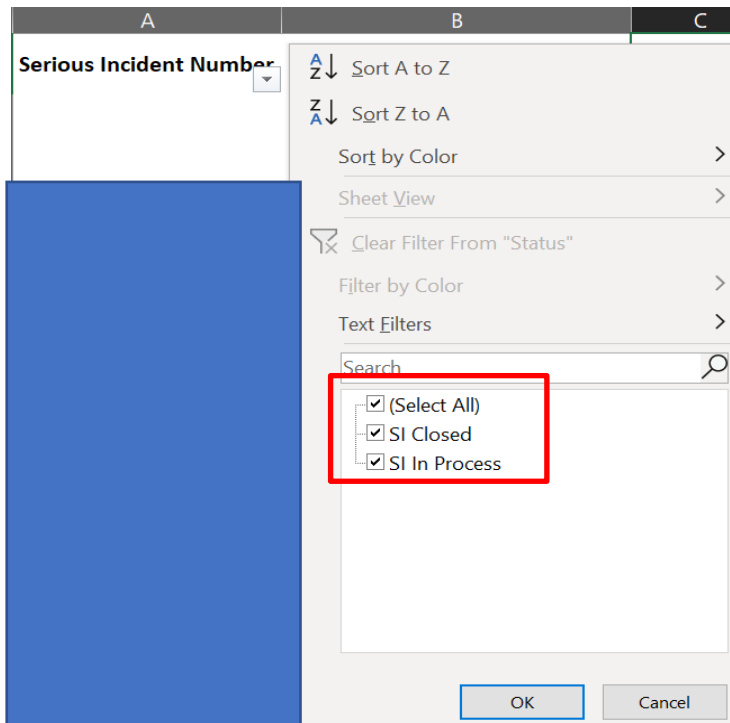 A B C
Serious Incident Number
Sort A to Z
Sort Z to A
Sort by Color
Sheet View
Clear Filter From "Status"
Filter by Color
Text Filters
Search
(Select All)
SI Closed
SI In Process
OK Cancel